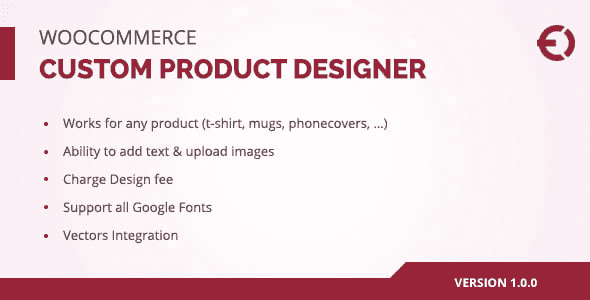 WOOCOMMERCE
CUSTOM PRODUCT DESIGNER
• Works for any product (t-shirt, mugs, phonecovers, ...)
• Ability to add text & upload images
• Charge Design fee
• Support all Google Fonts
• Vectors Integration
VERSION 1.0.0